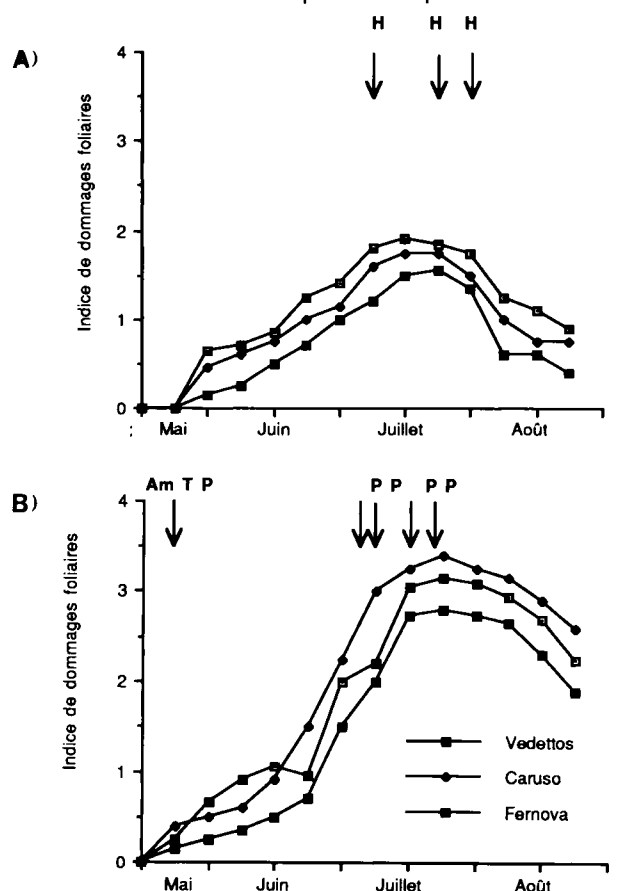 H H H
A)
4
3
2
1
0
Indice de dommages foliaires
Mai Juin Juillet Août
B)
Am T P P P P P
4
3
2
1
0
Indice de dommages foliaires
Vedettos
Caruso
Fernova
Mai Juin Juillet Août